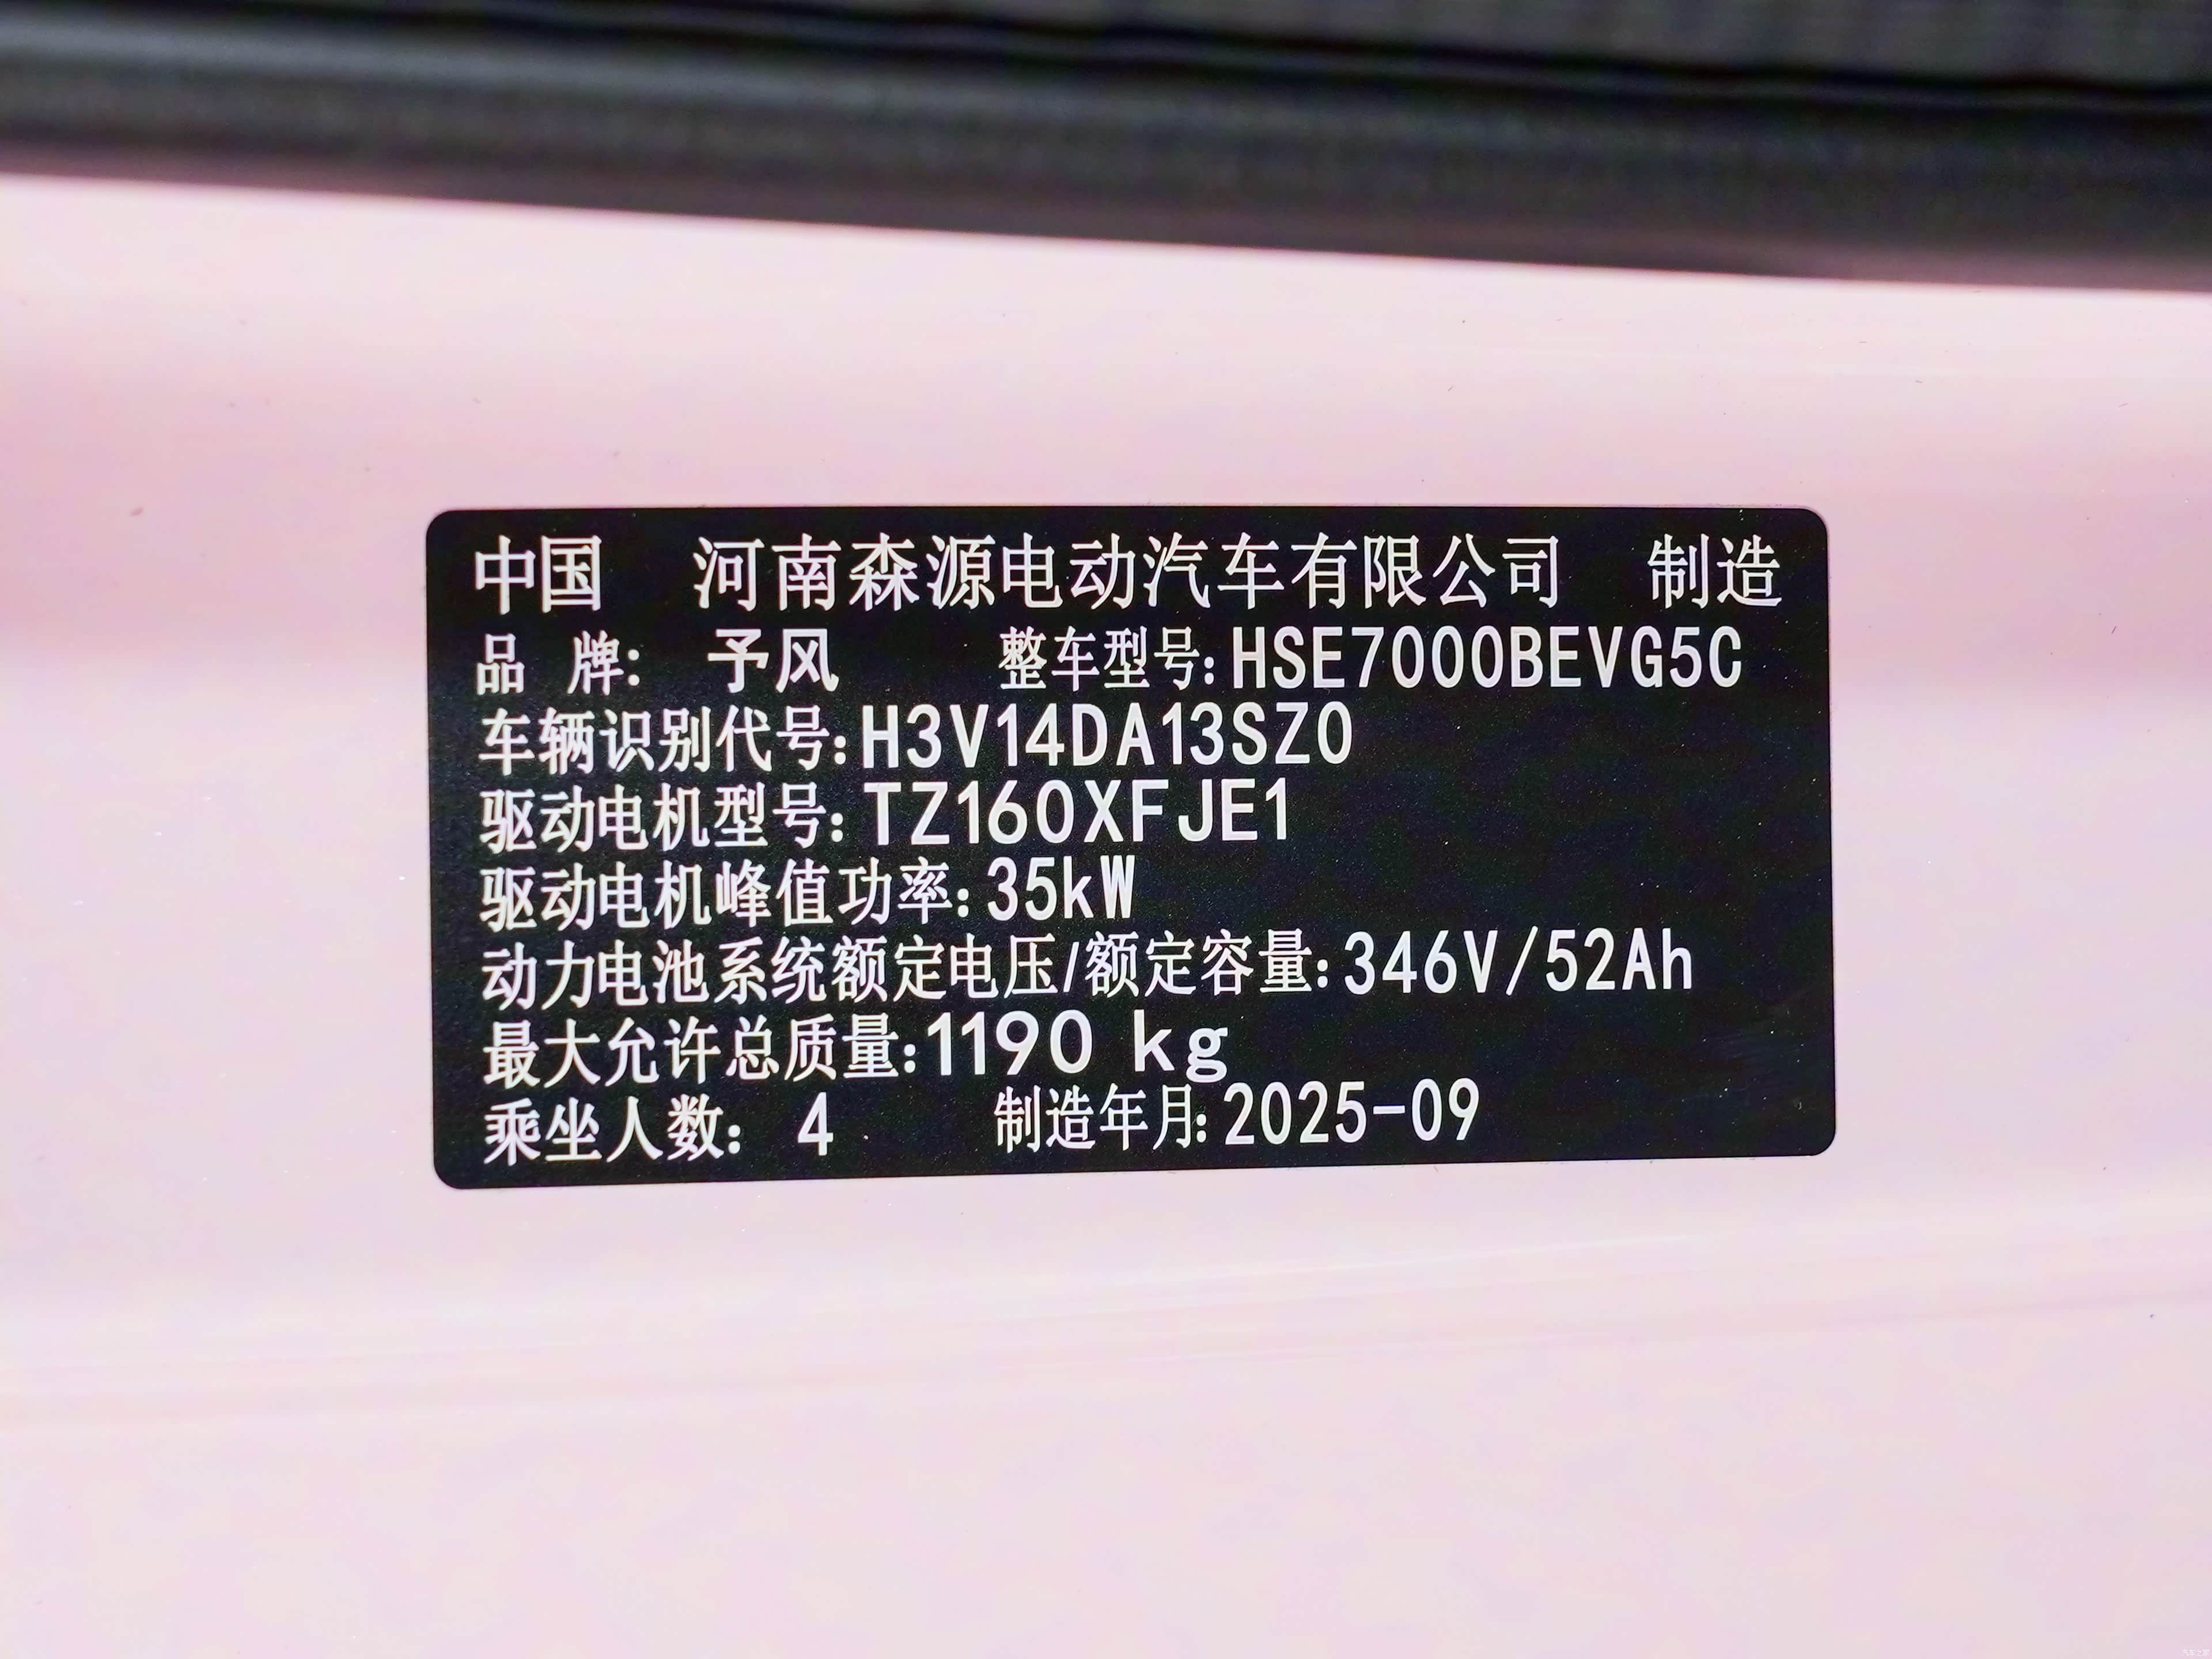 中国 河南森源电动汽车有限公司 制造
品 牌: 予风 整车型号:HSE7000BEVG5C
车辆识别代号:H3V14DA13SZ0
驱动电机型号:TZ160XFJE1
驱动电机峰值功率:35kW
动力电池系统额定电压/额定容量:346V/52Ah
最大允许总质量:1190 kg
乘坐人数: 4 制造年月:2025-09
汽车之家